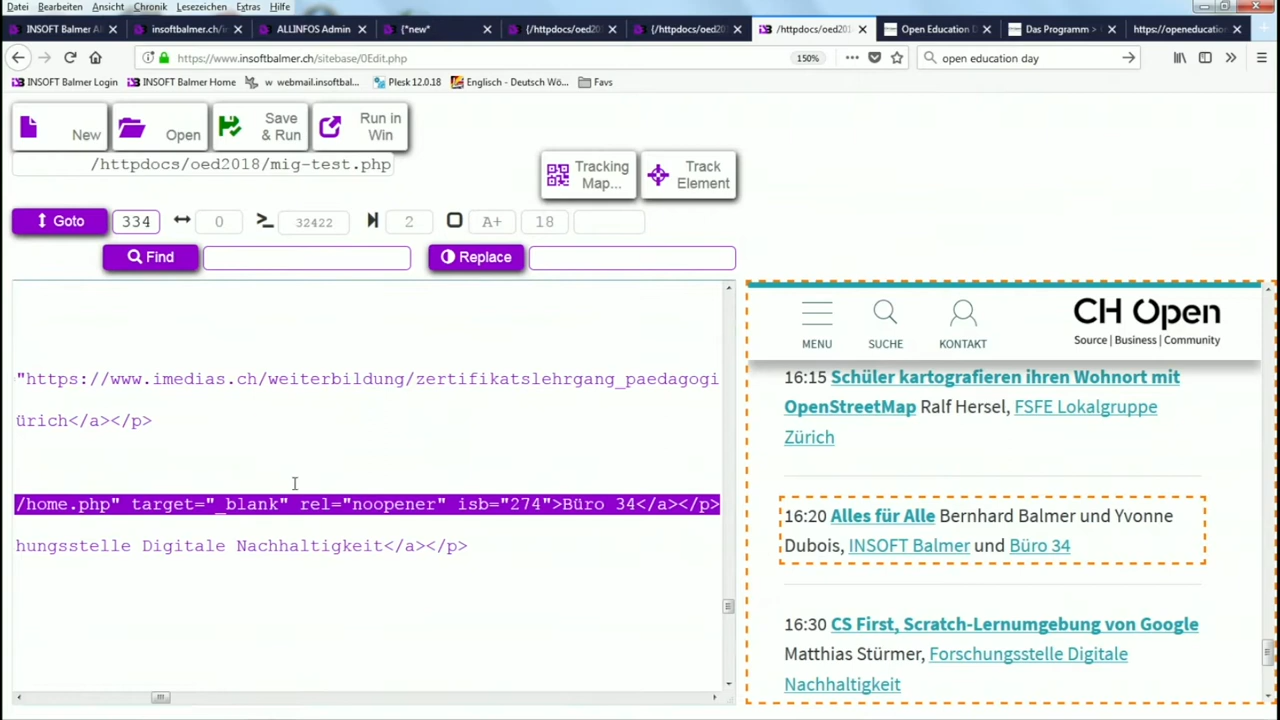 Datei Bearbeiten Ansicht Chronik Lesezeichen Extras Hilfe
INSOFT Balmer Al insoftbalmer.ch/in ALLINFOS Admin {*new* {/httpdocs/oed2 {/httpdocs/oed2 /httpdocs/oed201 Open Education D Das Programm > C https://openeducatio
https://www.insoftbalmer.ch/sitebase/0Edit.php 150% open education day
INSOFT Balmer Login INSOFT Balmer Home webmail.insoftbal... Plesk 12.0.18 Englisch - Deutsch Wö... Favs
New Open Save & Run Run in Win
/httpdocs/oed2018/mig-test.php
Tracking Map... Track Element
Goto 334 0 32422 2 A+ 18
Find Replace
"https://www.imedias.ch/weiterbildung/zertifikatslehrgang_paedagogi
ürich</a></p>
/home.php" target="_blank" rel="noopener" isb="274">Büro 34</a></p>
hungsstelle Digitale Nachhaltigkeit</a></p>
CH Open
Source | Business | Community
MENU SUCHE KONTAKT
16:15 Schüler kartografieren ihren Wohnort mit
OpenStreetMap Ralf Hersel, FSFE Lokalgruppe
Zürich
16:20 Alles für Alle Bernhard Balmer und Yvonne
Dubois, INSOFT Balmer und Büro 34
16:30 CS First, Scratch-Lernumgebung von Google
Matthias Stürmer, Forschungsstelle Digitale
Nachhaltigkeit